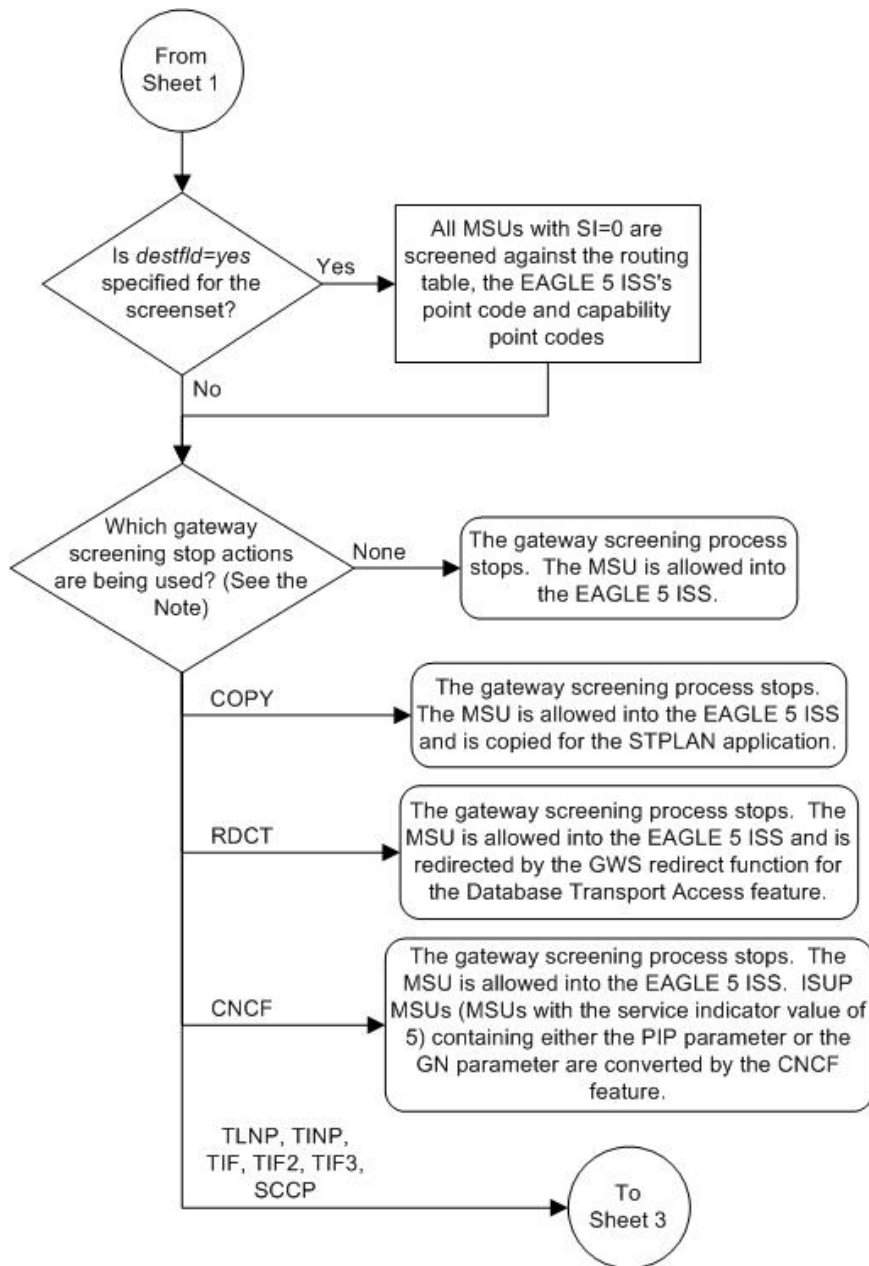 From
Sheet 1
Is destfld=yes
specified for the
screenset?
Yes
All MSUs with SI=0 are
screened against the routing
table, the EAGLE 5 ISS's
point code and capability
point codes
No
Which gateway
screening stop actions
are being used? (See the
Note)
None
The gateway screening process
stops.  The MSU is allowed into
the EAGLE 5 ISS.
COPY
The gateway screening process stops.
The MSU is allowed into the EAGLE 5 ISS
and is copied for the STPLAN application.
RDCT
The gateway screening process stops.  The
MSU is allowed into the EAGLE 5 ISS and is
redirected by the GWS redirect function for
the Database Transport Access feature.
CNCF
The gateway screening process stops.  The
MSU is allowed into the EAGLE 5 ISS.  ISUP
MSUs (MSUs with the service indicator value of
5) containing either the PIP parameter or the
GN parameter are converted by the CNCF
feature.
TLNP, TINP,
TIF, TIF2, TIF3,
SCCP
To
Sheet 3